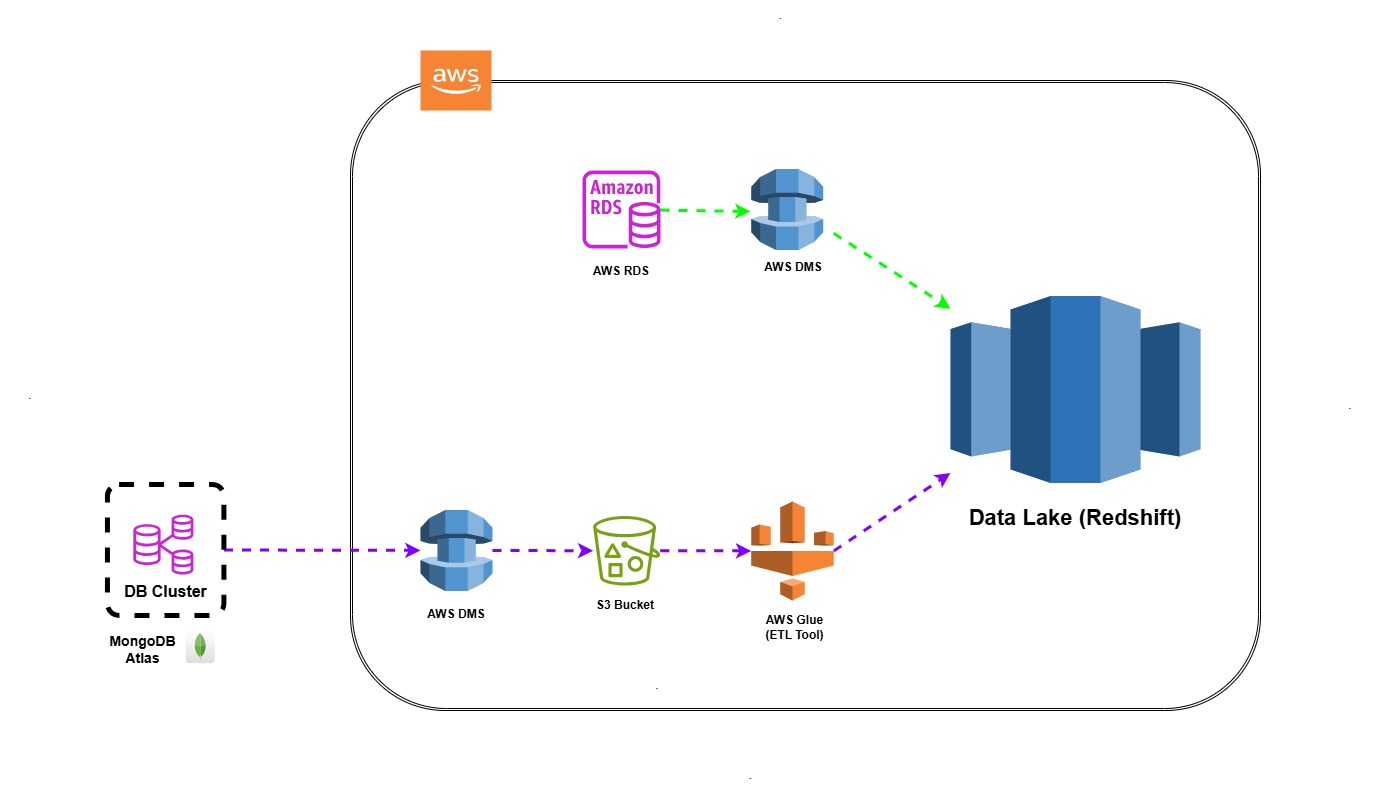 aws
Amazon
RDS
AWS RDS
AWS DMS
Data Lake (Redshift)
DB Cluster
MongoDB
Atlas
AWS DMS
S3 Bucket
AWS Glue
(ETL Tool)